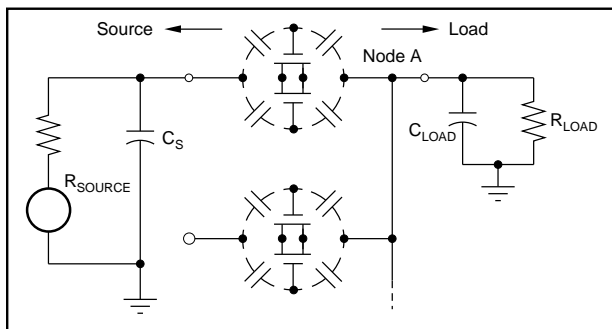 Source
Load
Node A
C_S
R_SOURCE
C_LOAD
R_LOAD